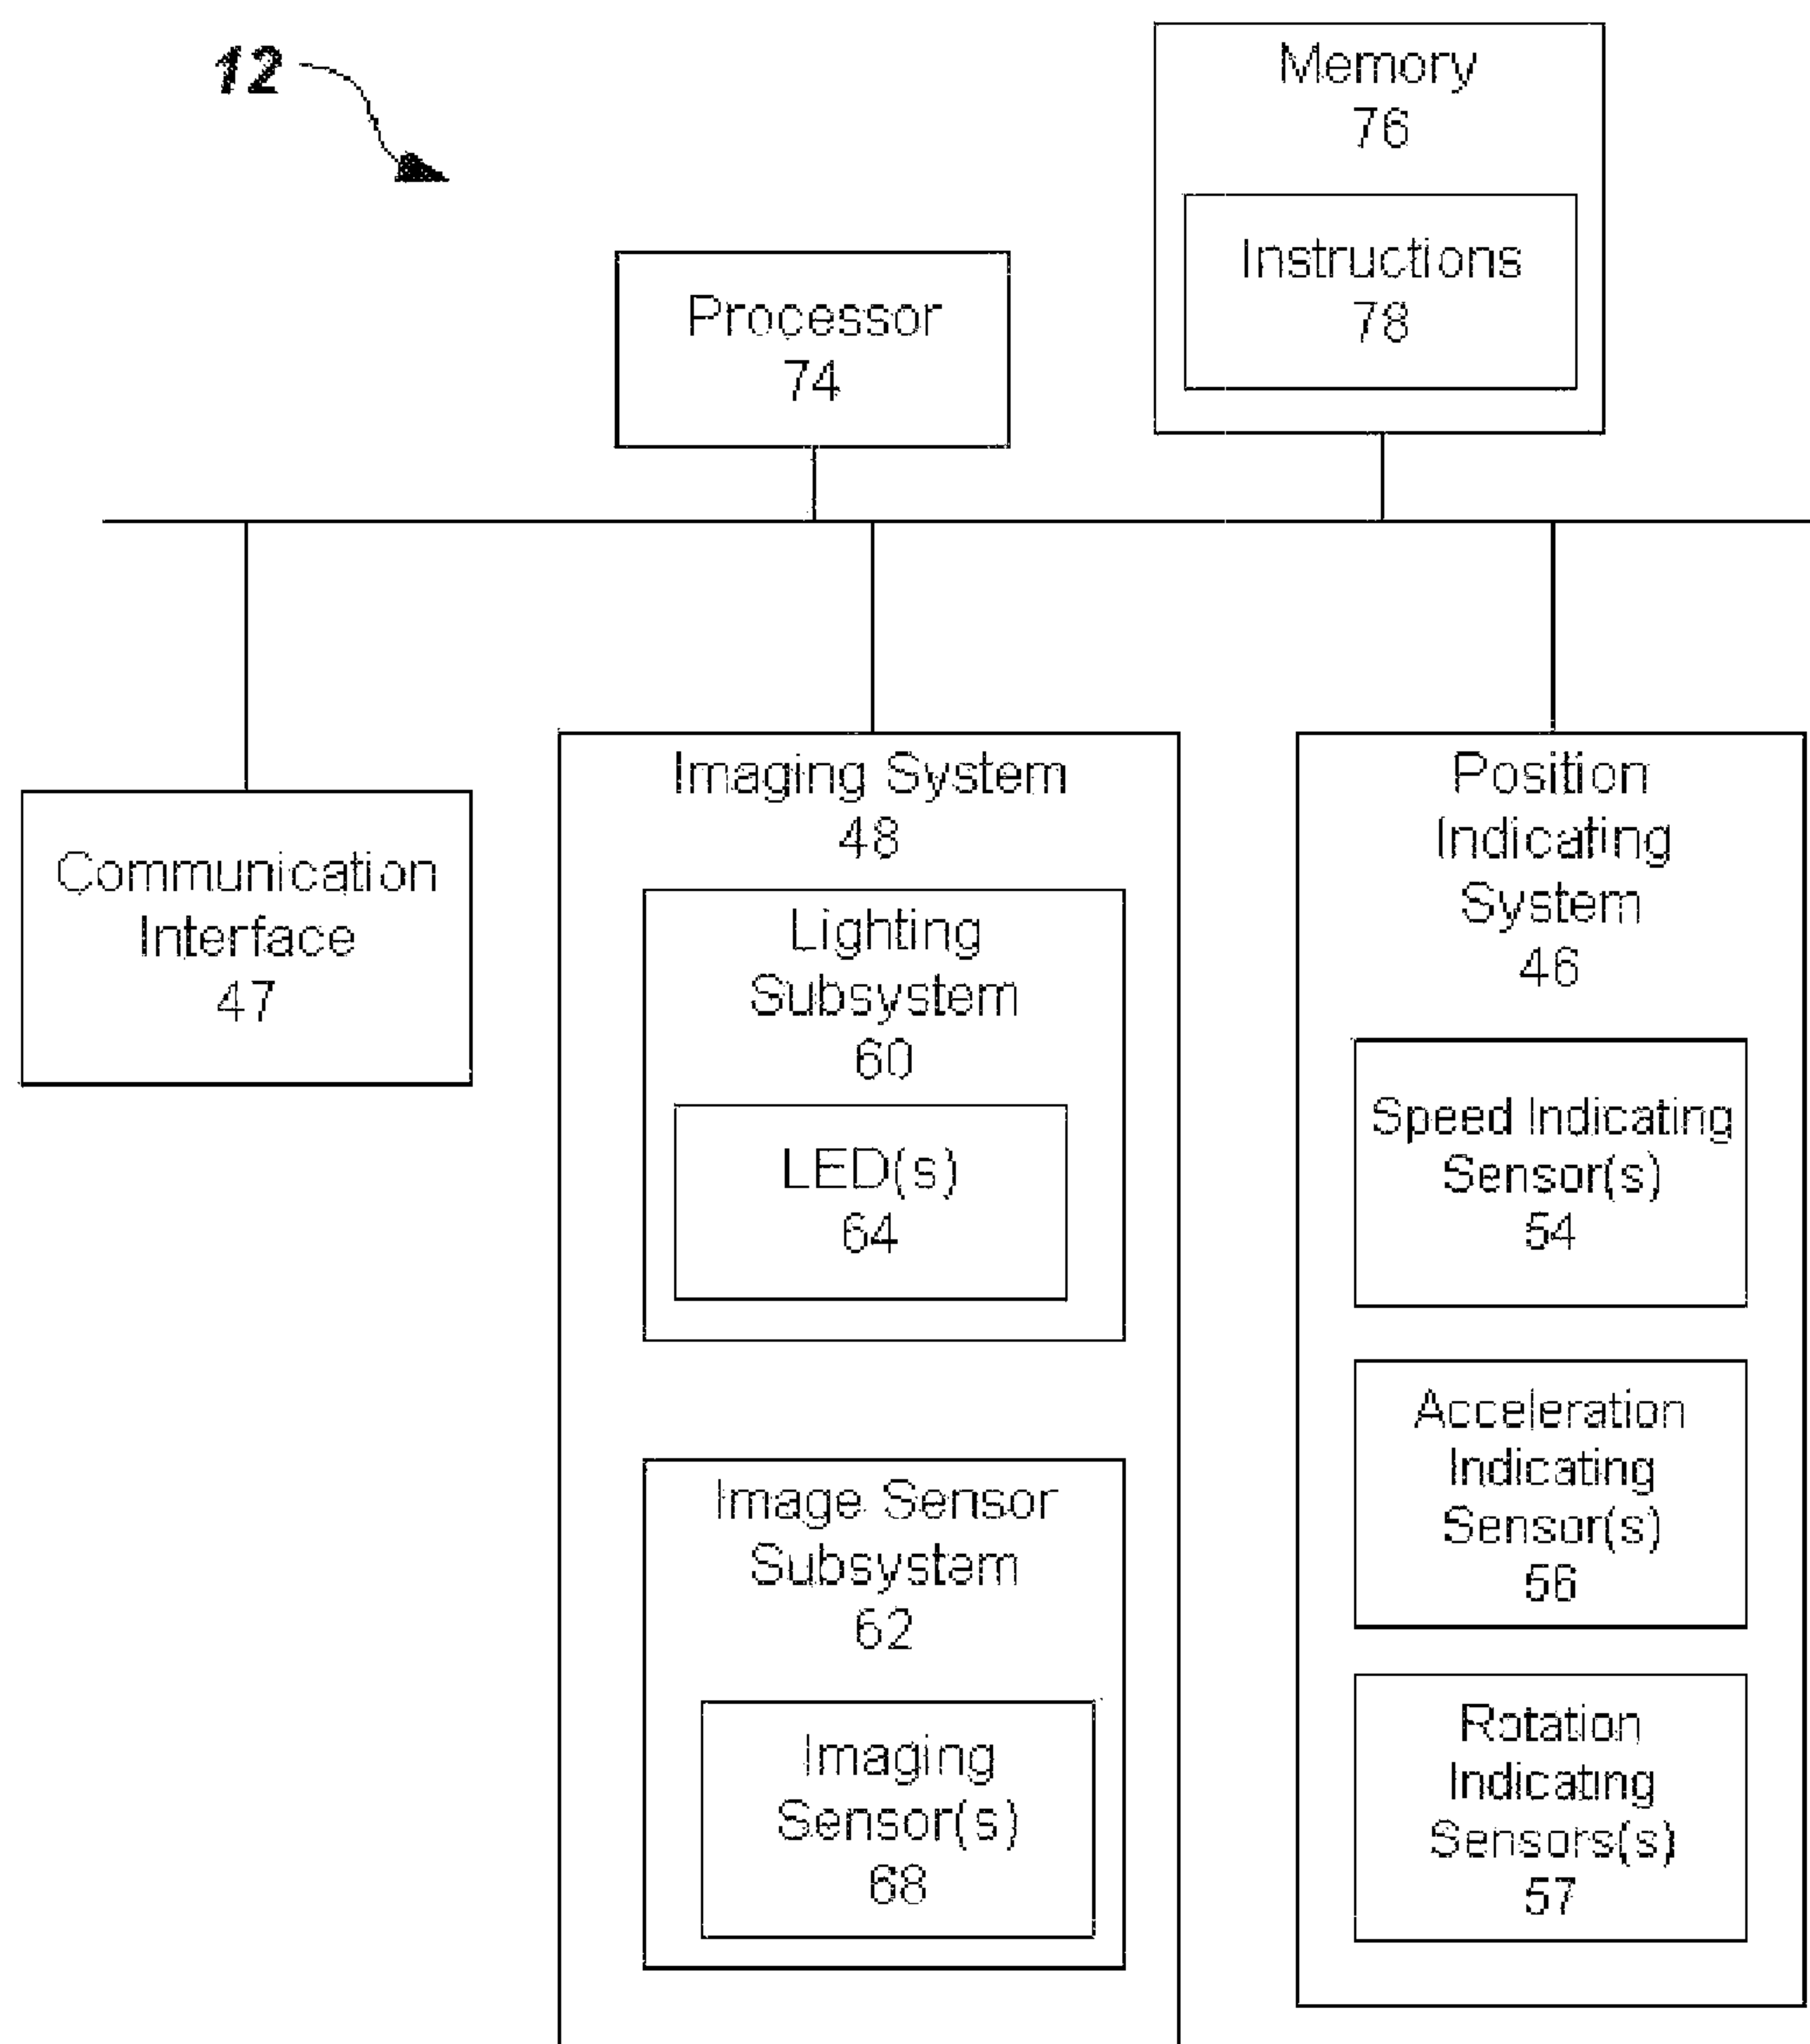 12
Memory
76
Instructions
78
Processor
74
Communication
Interface
47
Imaging System
48
Lighting
Subsystem
60
LED(s)
64
Image Sensor
Subsystem
62
Imaging
Sensor(s)
68
Position
Indicating
System
46
Speed Indicating
Sensor(s)
54
Acceleration
Indicating
Sensor(s)
56
Rotation
Indicating
Sensors(s)
57